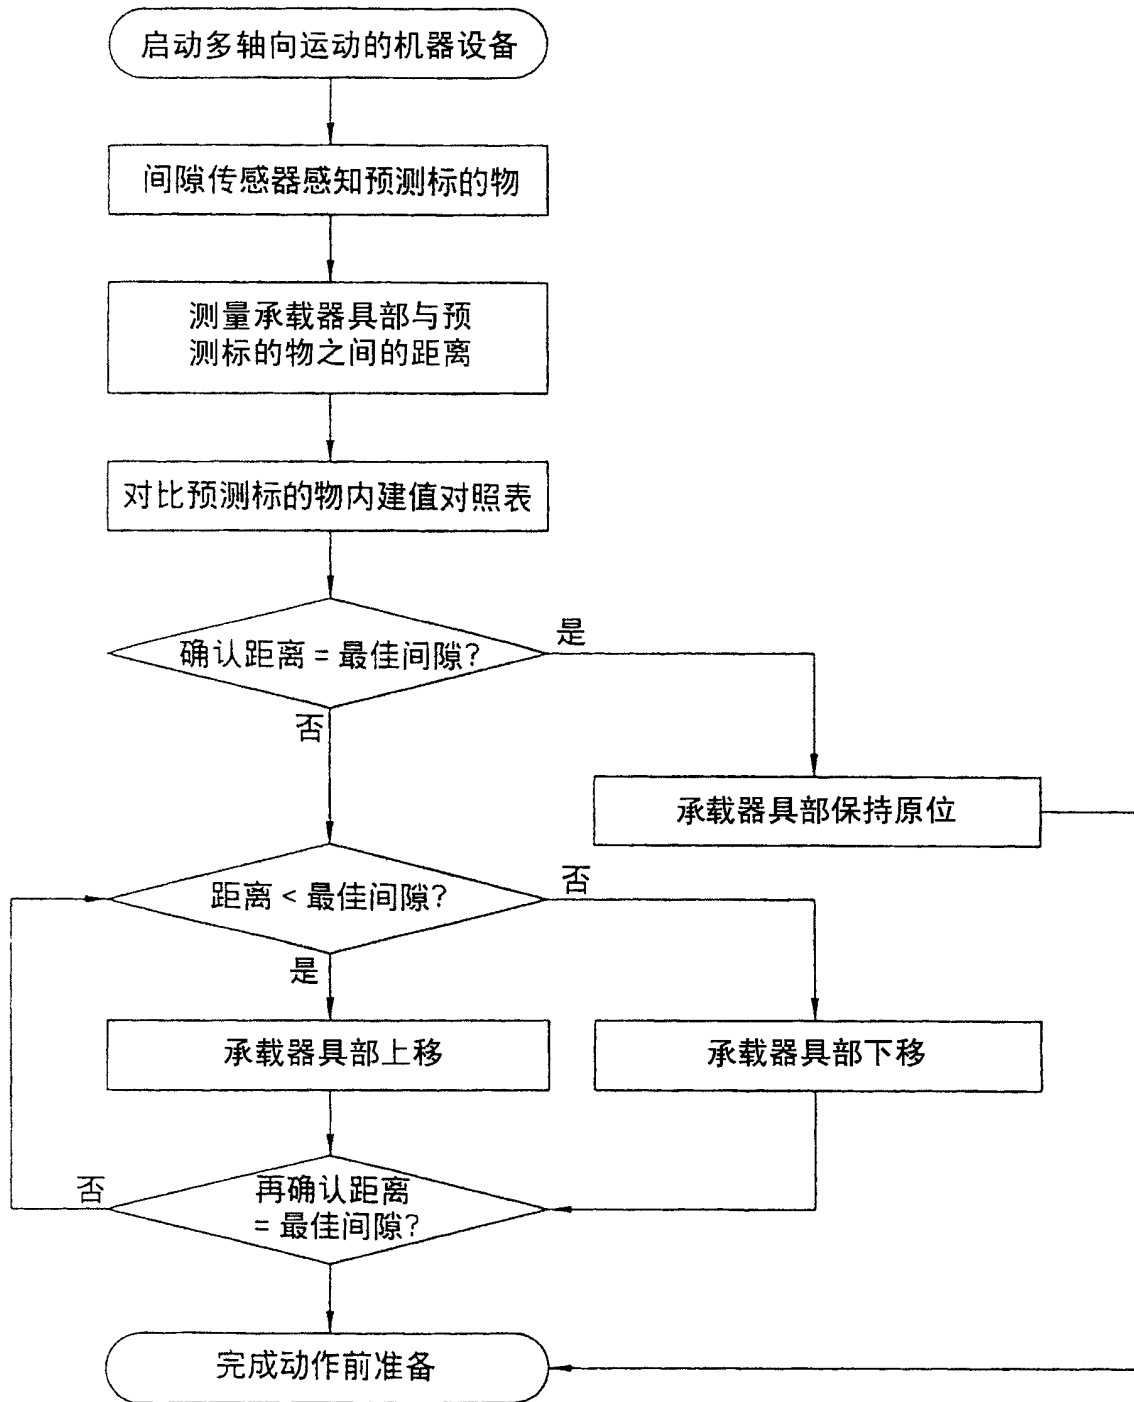 启动多轴向运动的机器设备
间隙传感器感知预测标的物
测量承载器具部与预
测标的物之间的距离
对比预测标的物内建值对照表
确认距离 = 最佳间隙?
是
否
承载器具部保持原位
距离 < 最佳间隙?
否
是
承载器具部上移
承载器具部下移
否
再确认距离
= 最佳间隙?
完成动作前准备